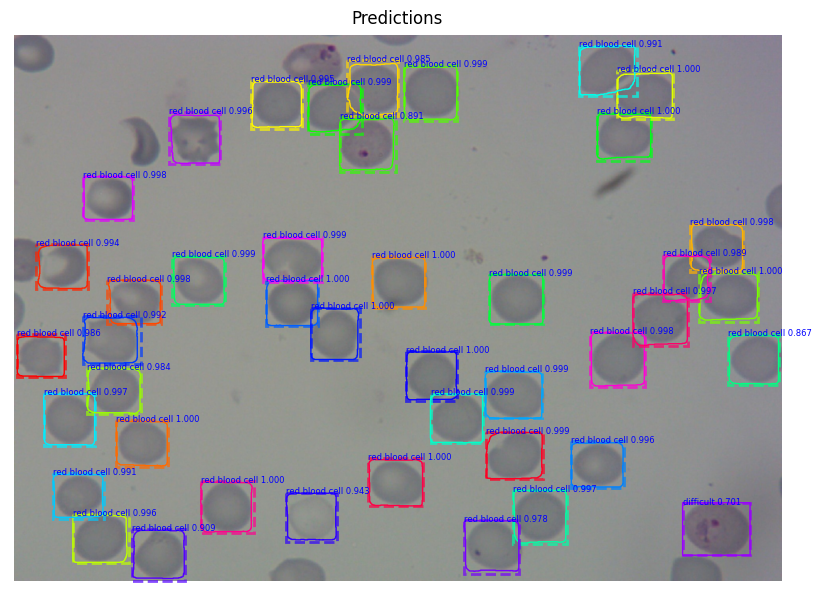 Predictions
red blood cell 0.991
red blood cell 0.985
red blood cell 0.999
red blood cell 1.000
red blood cell 0.995
red blood cell 0.999
red blood cell 0.996
red blood cell 1.000
red blood cell 0.891
red blood cell 0.998
red blood cell 0.998
red blood cell 0.999
red blood cell 0.994
red blood cell 0.999
red blood cell 1.000
red blood cell 0.989
red blood cell 0.998
red blood cell 1.000
red blood cell 0.999
red blood cell 1.000
red blood cell 0.997
red blood cell 1.000
red blood cell 0.992
red blood cell 0.986
red blood cell 0.998
red blood cell 0.867
red blood cell 1.000
red blood cell 0.984
red blood cell 0.999
red blood cell 0.997
red blood cell 0.999
red blood cell 1.000
red blood cell 0.999
red blood cell 0.996
red blood cell 1.000
red blood cell 0.991
red blood cell 1.000
red blood cell 0.943
red blood cell 0.997
difficult 0.701
red blood cell 0.996
red blood cell 0.978
red blood cell 0.909